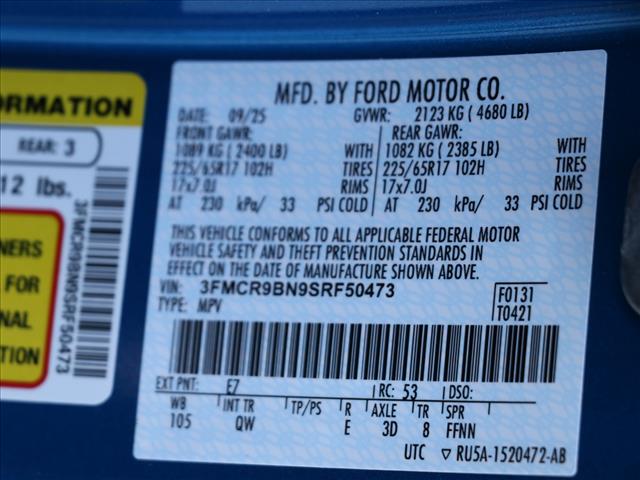 ORMATION
REAR: 3
12 lbs.
NERS
FOR
NAL
TION
3FMCR9BN9SRF50473
MFD. BY FORD MOTOR CO.
DATE: 09/25 GVWR: 2123 KG ( 4680 LB)
FRONT GAWR: REAR GAWR:
1089 KG ( 2400 LB) WITH 1082 KG ( 2385 LB) WITH
225/65R17 102H TIRES 225/65R17 102H TIRES
17x7.0J RIMS 17x7.0J RIMS
AT 230 kPa/ 33 PSI COLD AT 230 kPa/ 33 PSI COLD
THIS VEHICLE CONFORMS TO ALL APPLICABLE FEDERAL MOTOR
VEHICLE SAFETY AND THEFT PREVENTION STANDARDS IN
EFFECT ON THE DATE OF MANUFACTURE SHOWN ABOVE.
VIN: 3FMCR9BN9SRF50473
TYPE: MPV
F0131
T0421
EXT PNT: E7 RC: 53 DSO:
WB INT TR TP/PS R AXLE TR SPR
105 QW E 3D 8 FFNN
UTC ▽ RU5A-1520472-AB